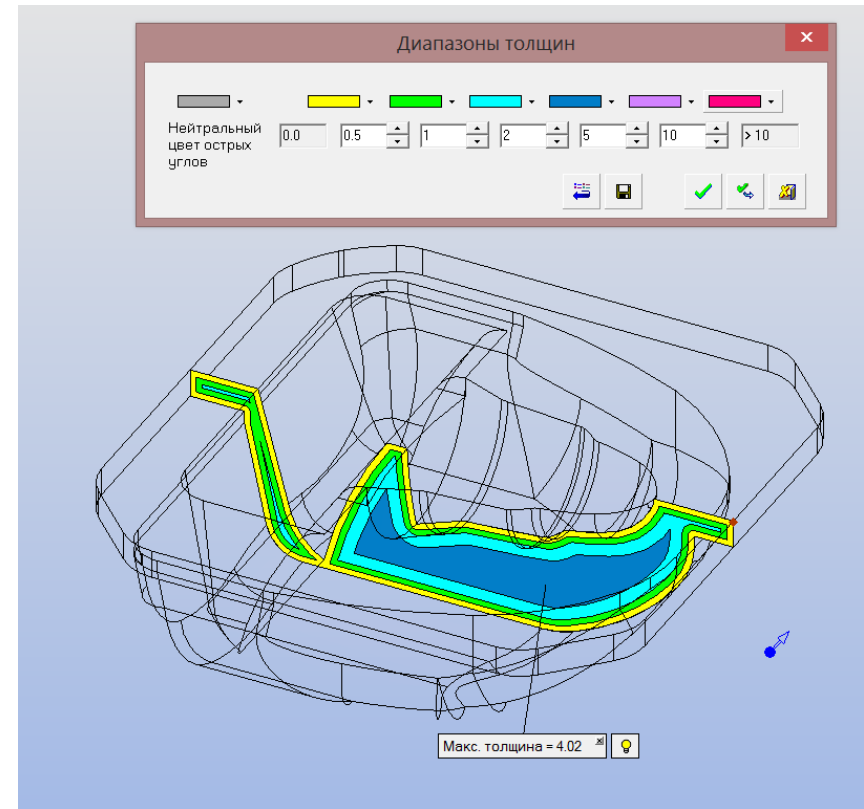 Диапазоны толщин
Нейтральный
цвет острых
углов
0.0 0.5 1 2 5 10 > 10
Макс. толщина = 4.02